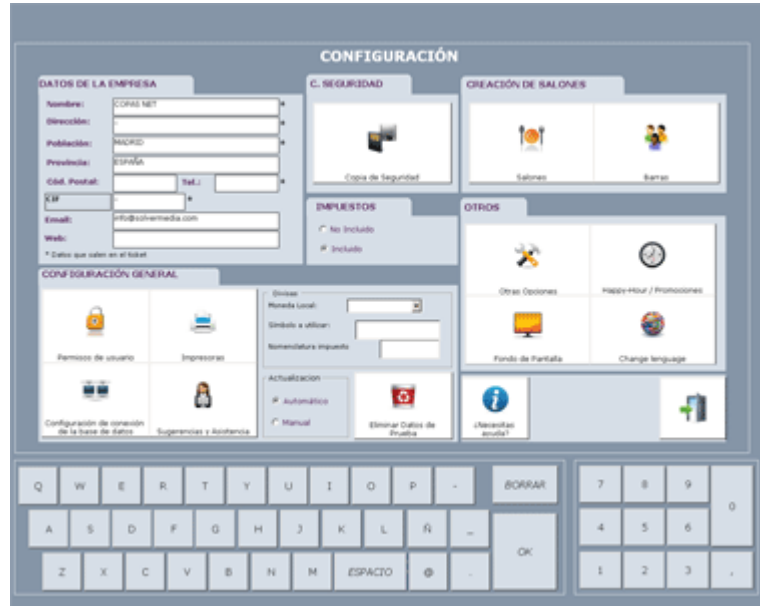 CONFIGURACIÓN
DATOS DE LA EMPRESA
Nombre: COPAS NET *
Dirección: - *
Población: MADRID *
Provincia: ESPAÑA
Cód. Postal: Tel.: *
CIF - *
Email: info@solvermedia.com
Web:
* Datos que salen en el ticket
C. SEGURIDAD
Copia de Seguridad
CREACIÓN DE SALONES
Salones
Barras
IMPUESTOS
No Incluido
Incluido
OTROS
Otras Opciones
Happy-Hour / Promociones
Fondo de Pantalla
Change lenguage
CONFIGURACIÓN GENERAL
Permisos de usuario
Impresoras
Configuración de conexión
de la base de datos
Sugerencias y Asistencia
Divisas
Moneda Local:
Símbolo a utilizar:
Nomenclatura impuesto
Actualizacion
Automático
Manual
Eliminar Datos de
Prueba
¿Necesitas
ayuda?
Q W E R T Y U I O P - BORRAR
A S D F G H J K L Ñ _
OK
Z X C V B N M ESPACIO @ .
7 8 9
0
4 5 6
1 2 3 ,